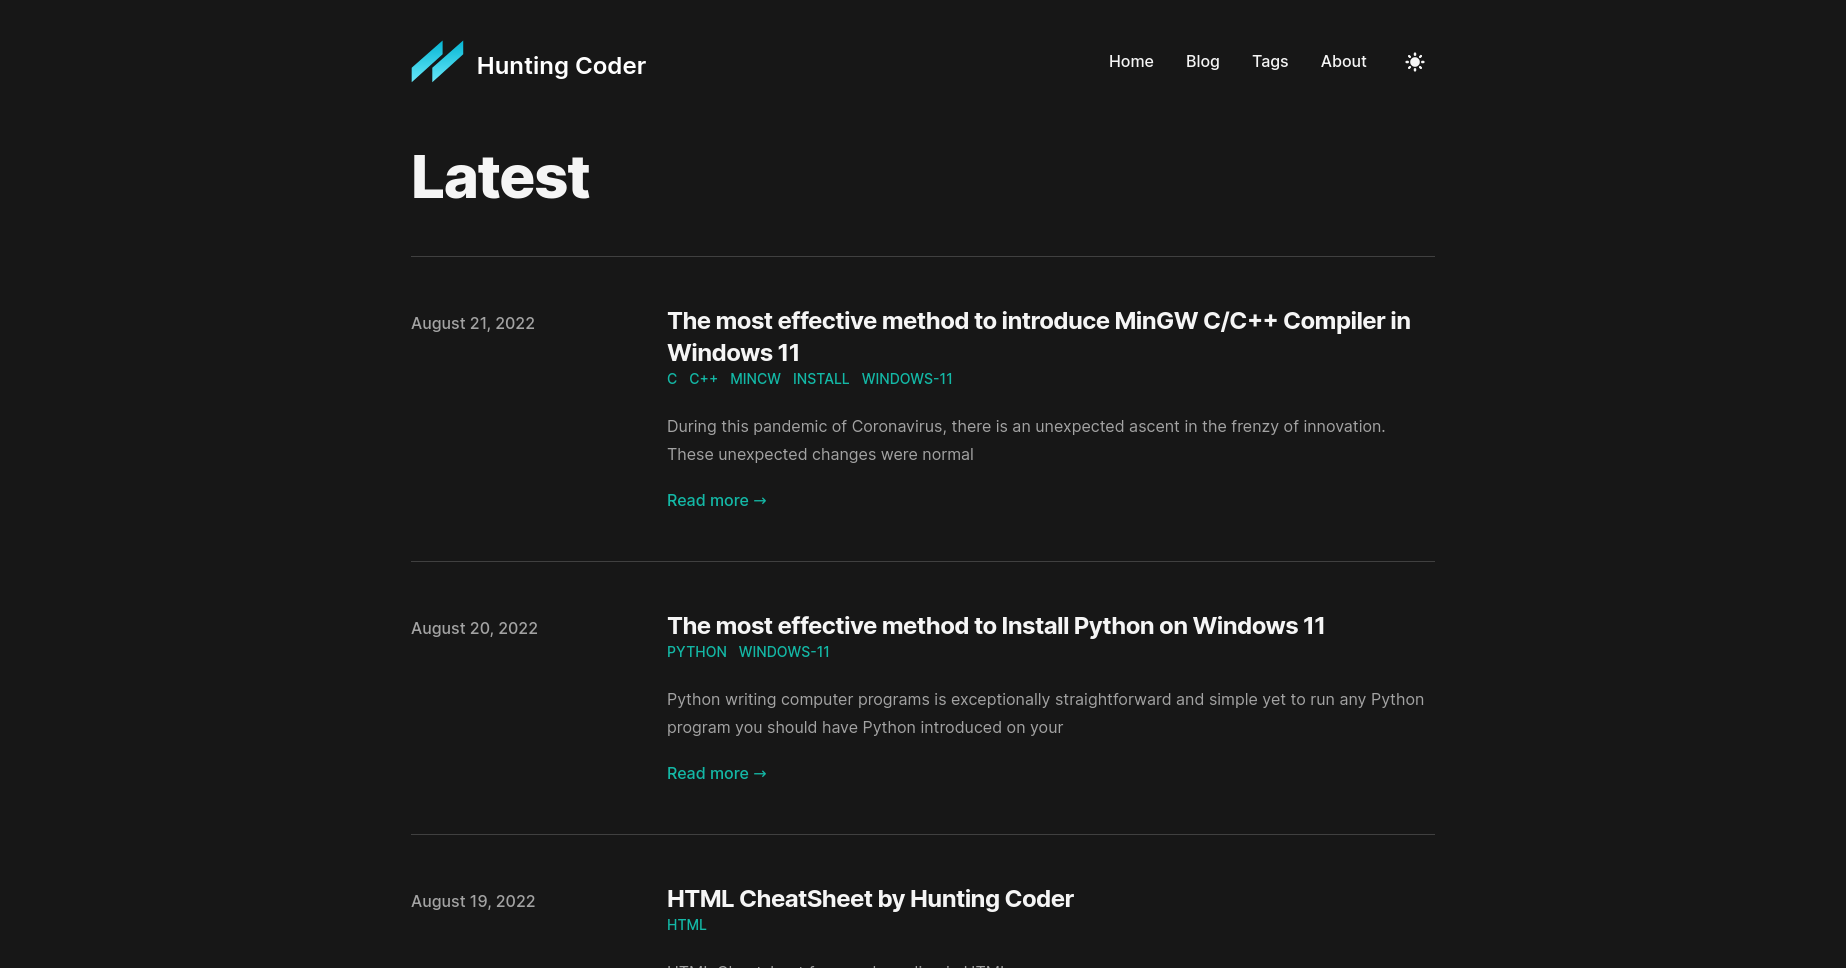 Hunting Coder
Home Blog Tags About
Latest
August 21, 2022
The most effective method to introduce MinGW C/C++ Compiler in
Windows 11
C C++ MINCW INSTALL WINDOWS-11
During this pandemic of Coronavirus, there is an unexpected ascent in the frenzy of innovation.
These unexpected changes were normal
Read more →
August 20, 2022
The most effective method to Install Python on Windows 11
PYTHON WINDOWS-11
Python writing computer programs is exceptionally straightforward and simple yet to run any Python
program you should have Python introduced on your
Read more →
August 19, 2022
HTML CheatSheet by Hunting Coder
HTML